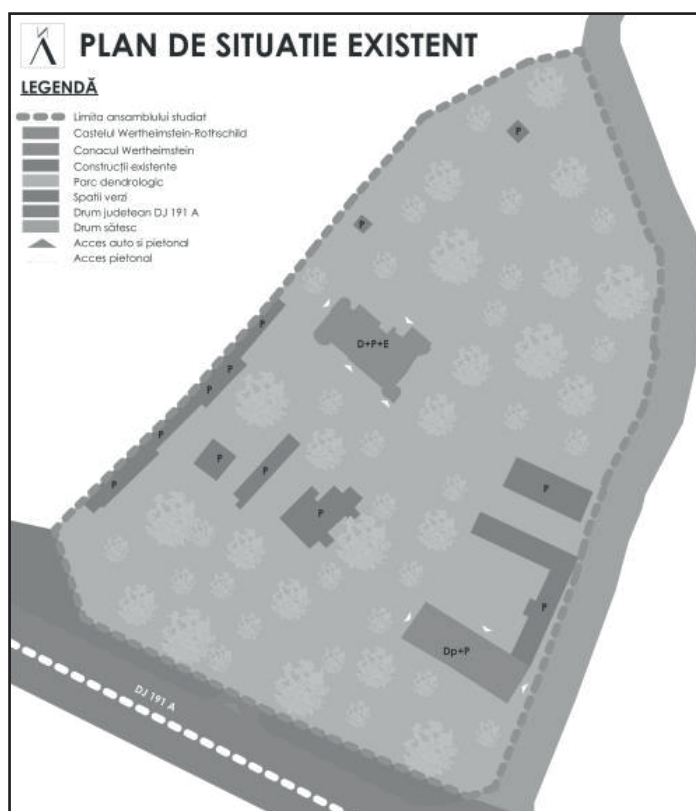 PLAN DE SITUATIE EXISTENT
LEGENDĂ
Limita ansamblului studiat
Castelul Wertheimstein-Rothschild
Conacul Wertheimstein
Construcții existente
Parc dendrologic
Spatii verzi
Drum judetean DJ 191 A
Drum sătesc
Acces auto si pietonal
Acces pietonal
P
P
P
D+P+E
P
P
P
P
P
P
P
P
P
Dp+P
DJ 191 A